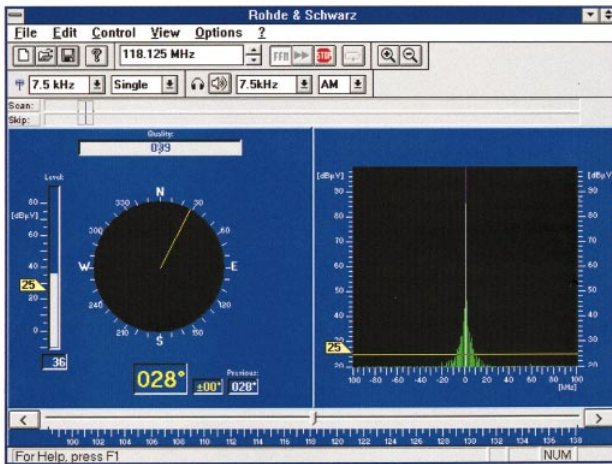 Rohde & Schwarz
File Edit Control View Options ?
118.125 MHz FFM STOP
7.5 kHz Single 7.5kHz AM
Scan:
Skip:
Quality:
Level:
[dBµV]
80
60
40
25
20
0
36
N
30
E
120
150
S
210
240
W
300
330
028° ±00° Previous: 028°
[dBµV] [dBµV]
90 90
80 80
70 70
60 60
50 50
40 40
30 30
25
20 20
100 -80 -60 -40 -20 0 20 40 60 80 100
[kHz]
100 102 104 106 108 110 112 114 116 118 120 122 124 126 128 130 132 134 136 138
For Help, press F1 NUM